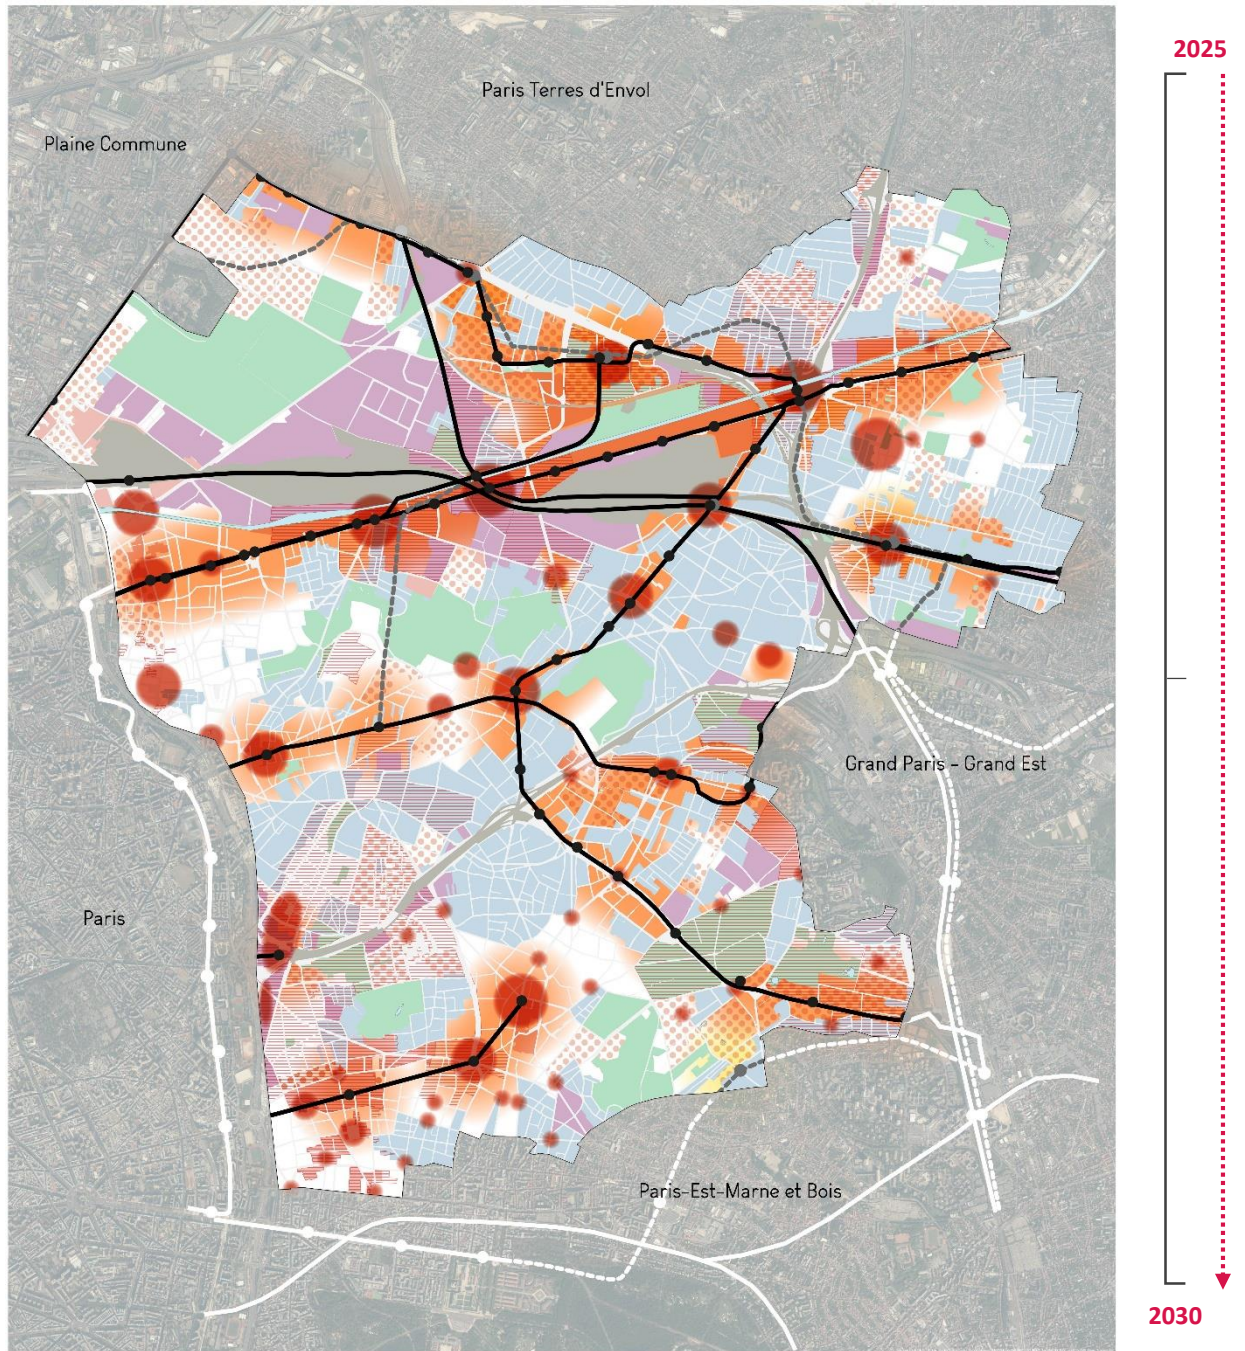 2025
Paris Terres d'Envol
Plaine Commune
Grand Paris - Grand Est
Paris
Paris-Est-Marne et Bois
2030